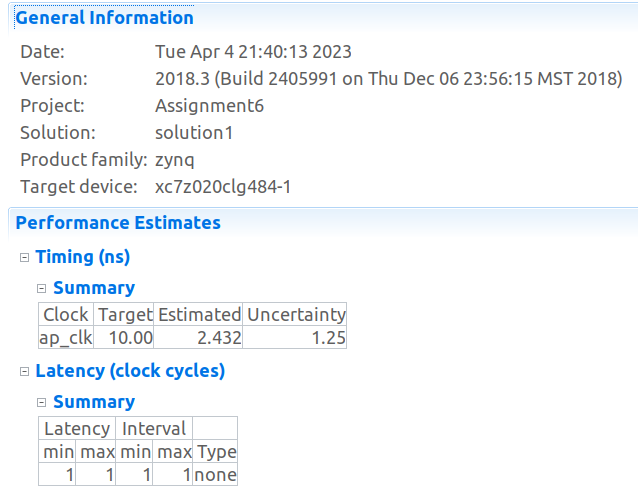 General Information
Date: Tue Apr 4 21:40:13 2023
Version: 2018.3 (Build 2405991 on Thu Dec 06 23:56:15 MST 2018)
Project: Assignment6
Solution: solution1
Product family: zynq
Target device: xc7z020clg484-1
Performance Estimates
Timing (ns)
Summary
Clock Target Estimated Uncertainty
ap_clk 10.00 2.432 1.25
Latency (clock cycles)
Summary
Latency Interval
min max min max Type
1 1 1 1 none